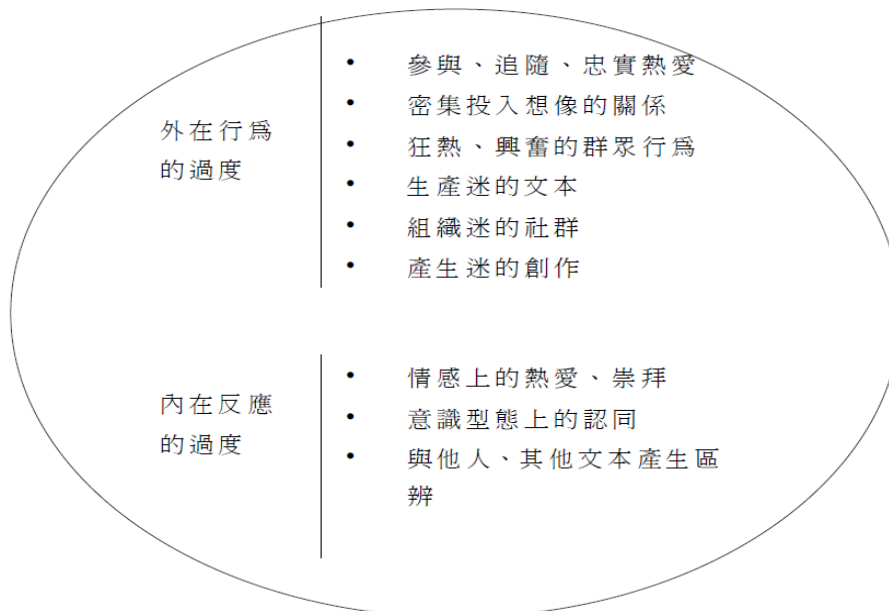 外在行為
的過度
• 參與、追隨、忠實熱愛
• 密集投入想像的關係
• 狂熱、興奮的群眾行為
• 生產迷的文本
• 組織迷的社群
• 產生迷的創作
內在反應
的過度
• 情感上的熱愛、崇拜
• 意識型態上的認同
• 與他人、其他文本產生區
辨